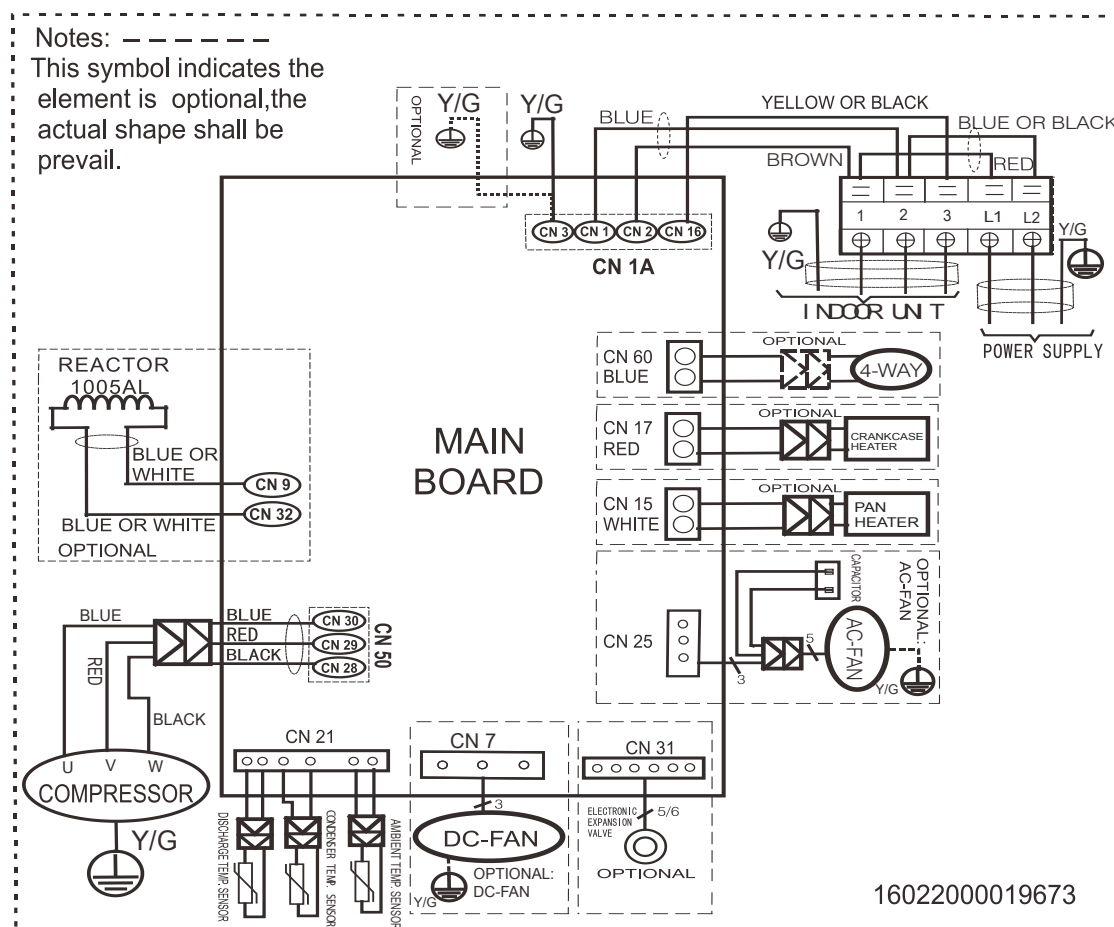 Notes: — — — — — —
This symbol indicates the
element is optional,the
actual shape shall be
prevail.
OPTIONAL
Y/G
Y/G
BLUE
YELLOW OR BLACK
BLUE OR BLACK
BROWN
RED
1
2
3
L1
L2
Y/G
Y/G
INDOOR UNIT
POWER SUPPLY
CN 3
CN 1
CN 2
CN 16
CN 1A
REACTOR
1005AL
BLUE OR
WHITE
CN 9
BLUE OR WHITE
CN 32
OPTIONAL
MAIN
BOARD
CN 60
BLUE
OPTIONAL
4-WAY
CN 17
RED
OPTIONAL
CRANKCASE
HEATER
CN 15
WHITE
OPTIONAL
PAN
HEATER
CN 25
3
5
CAPACITOR
AC-FAN
OPTIONAL:
AC-FAN
Y/G
BLUE
RED
BLACK
BLUE
RED
BLACK
CN 30
CN 29
CN 28
CN 50
U
V
W
COMPRESSOR
Y/G
CN 21
DISCHARGE TEMP. SENSOR
CONDENSER TEMP. SENSOR
AMBIENT TEMP. SENSOR
CN 7
3
DC-FAN
OPTIONAL:
DC-FAN
Y/G
CN 31
5/6
ELECTRONIC
EXPANSION
VALVE
OPTIONAL
16022000019673